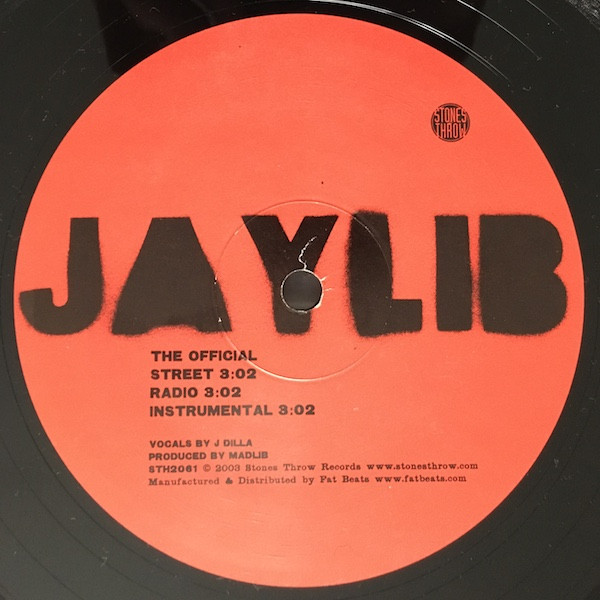 STONES
THROW
JAYLIB
THE OFFICIAL
STREET 3:02
RADIO 3:02
INSTRUMENTAL 3:02
VOCALS BY J DILLA
PRODUCED BY MADLIB
STH2061 © 2003 Stones Throw Records www.stonesthrow.com
Manufactured & Distributed by Fat Beats www.fatbeats.com